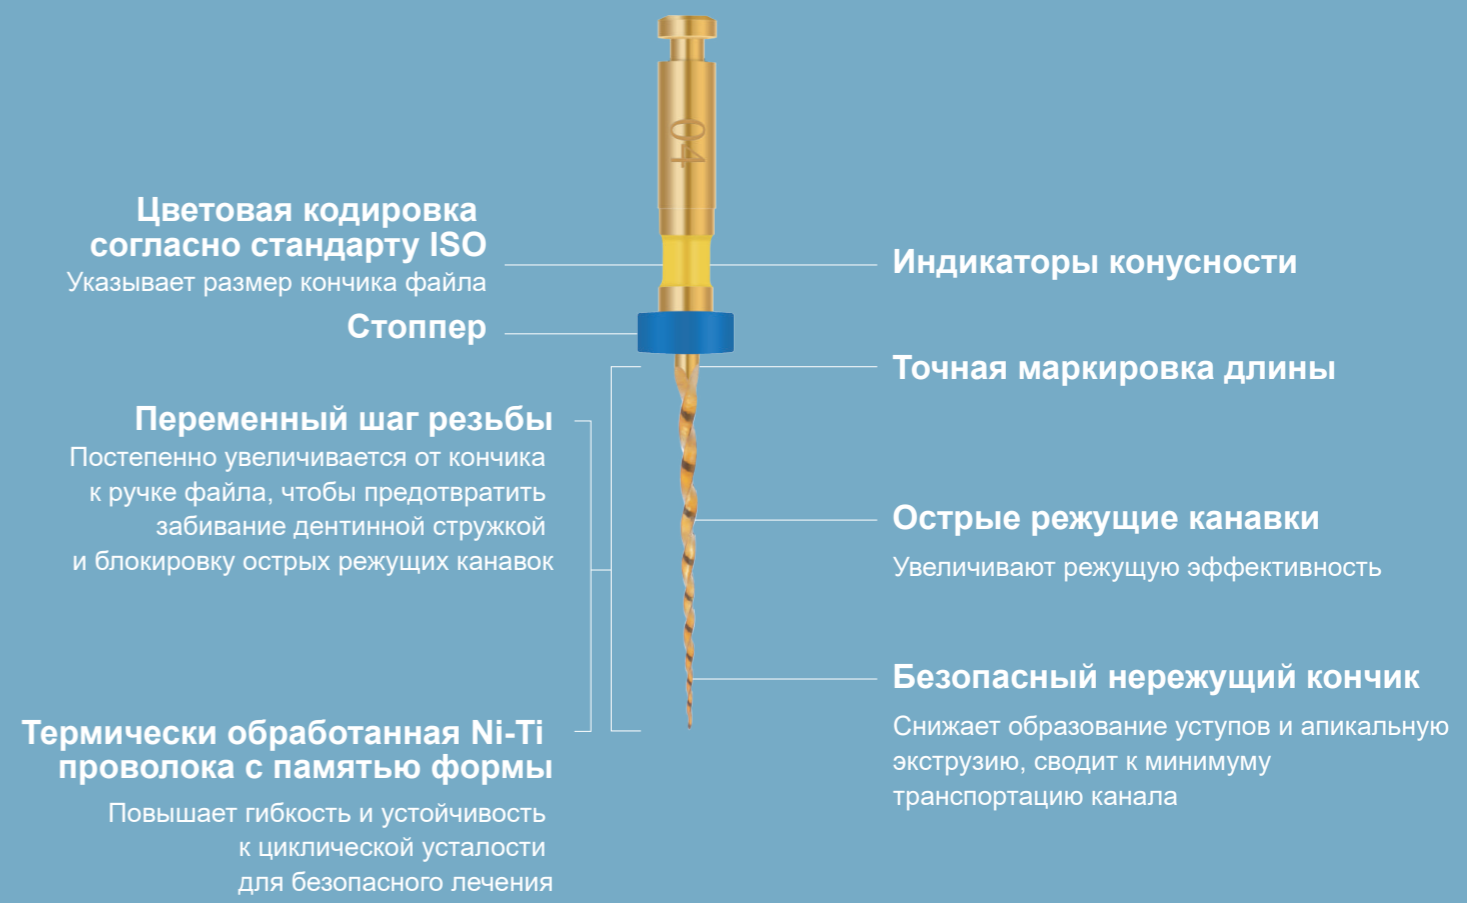 04
Цветовая кодировка
согласно стандарту ISO
Указывает размер кончика файла
Стоппер
Переменный шаг резьбы
Постепенно увеличивается от кончика
к ручке файла, чтобы предотвратить
забивание дентинной стружкой
и блокировку острых режущих канавок
Термически обработанная Ni-Ti
проволока с памятью формы
Повышает гибкость и устойчивость
к циклической усталости
для безопасного лечения
Индикаторы конусности
Точная маркировка длины
Острые режущие канавки
Увеличивают режущую эффективность
Безопасный нережущий кончик
Снижает образование уступов и апикальную
экструзию, сводит к минимуму
транспортацию канала